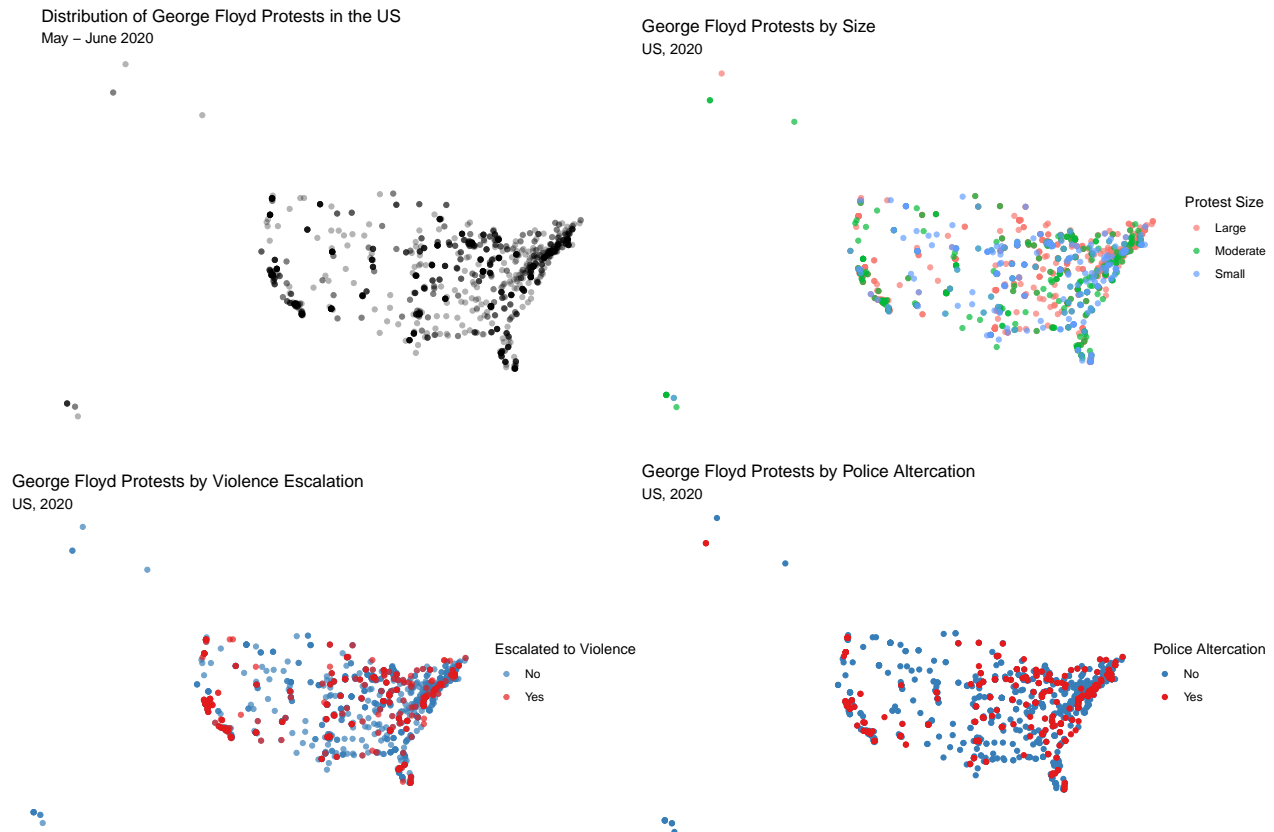 Distribution of George Floyd Protests in the US
May – June 2020
George Floyd Protests by Size
US, 2020
Protest Size
Large
Moderate
Small
George Floyd Protests by Violence Escalation
US, 2020
Escalated to Violence
No
Yes
George Floyd Protests by Police Altercation
US, 2020
Police Altercation
No
Yes